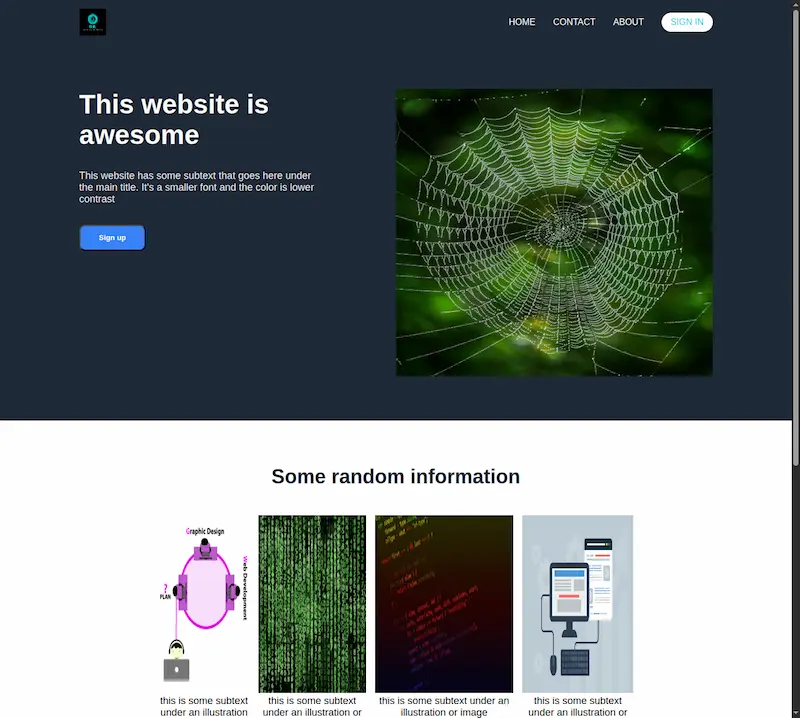 HOME CONTACT ABOUT SIGN IN
This website is
awesome
This website has some subtext that goes here under
the main title. It's a smaller font and the color is lower
contrast
Sign up
Some random information
Graphic Design
Web Development
?
PLAN
this is some subtext
under an illustration
this is some subtext
under an illustration or
this is some subtext under an
illustration or image
this is some subtext
under an illustration or